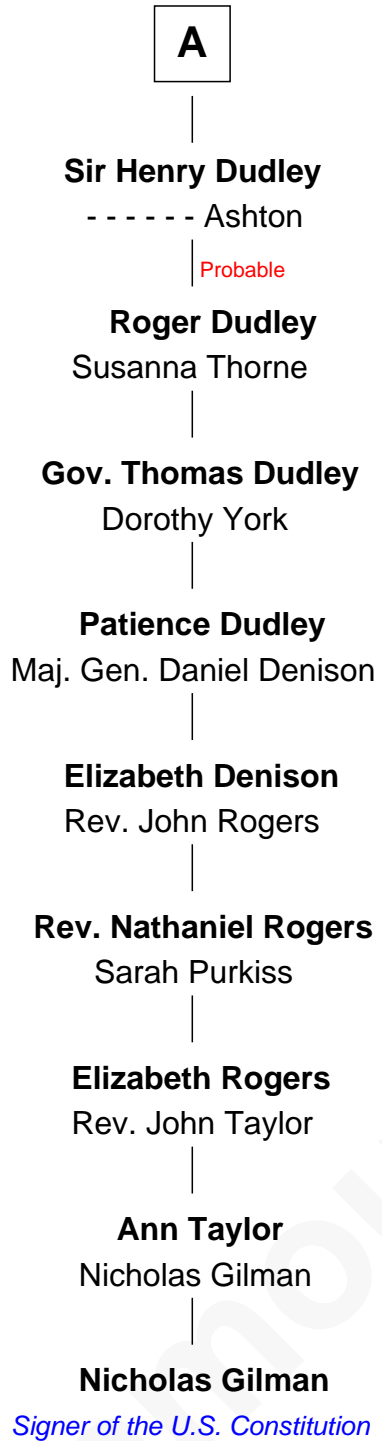 A
Sir Henry Dudley
- - - - - - Ashton
Probable
Roger Dudley
Susanna Thorne
Gov. Thomas Dudley
Dorothy York
Patience Dudley
Maj. Gen. Daniel Denison
Elizabeth Denison
Rev. John Rogers
Rev. Nathaniel Rogers
Sarah Purkiss
Elizabeth Rogers
Rev. John Taylor
Ann Taylor
Nicholas Gilman
Nicholas Gilman
Signer of the U.S. Constitution